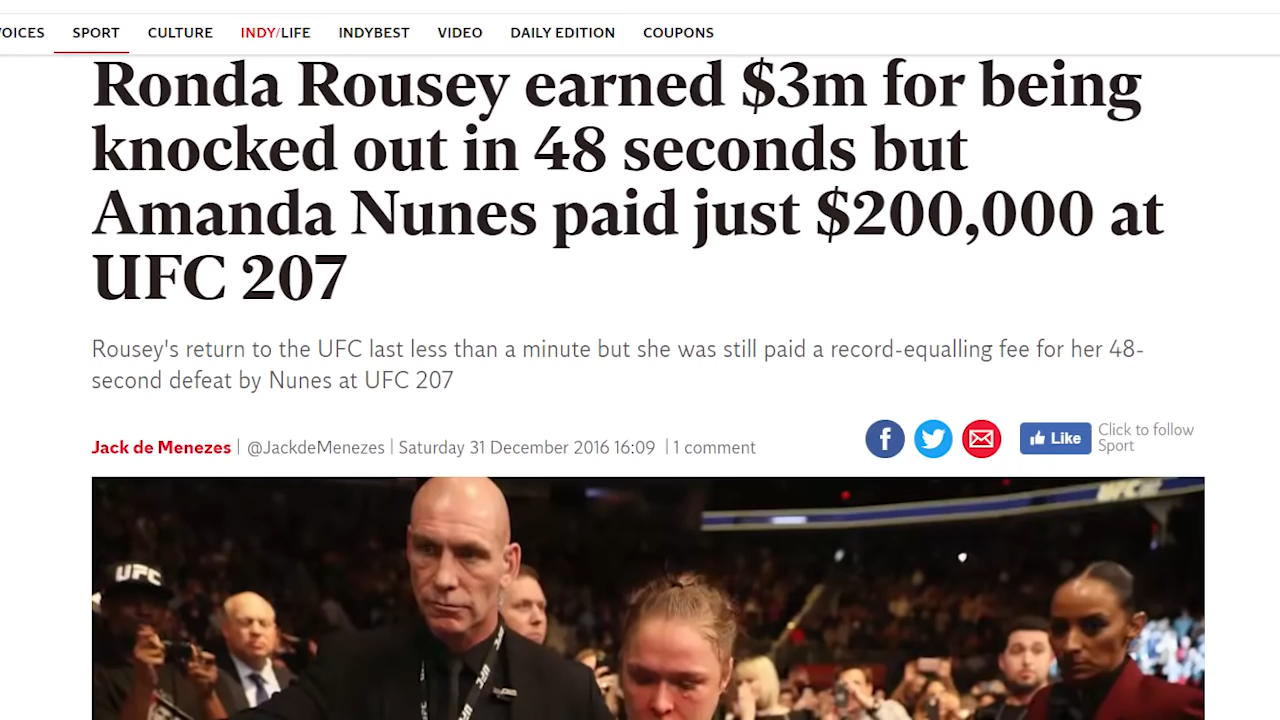 VOICES SPORT CULTURE INDY/LIFE INDYBEST VIDEO DAILY EDITION COUPONS
Ronda Rousey earned $3m for being
knocked out in 48 seconds but
Amanda Nunes paid just $200,000 at
UFC 207
Rousey's return to the UFC last less than a minute but she was still paid a record-equalling fee for her 48-
second defeat by Nunes at UFC 207
Jack de Menezes | @JackdeMenezes | Saturday 31 December 2016 16:09 | 1 comment
f Like Click to follow
Sport
UFC
UFC